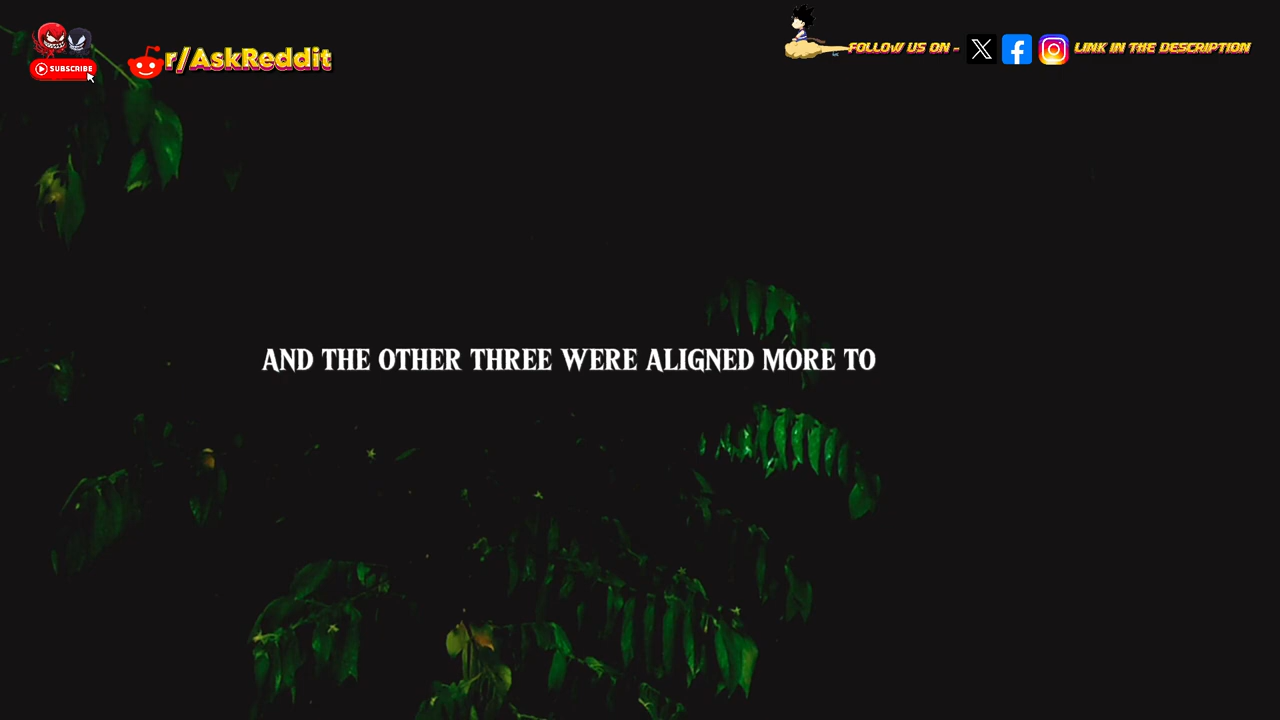 SUBSCRIBE
r/AskReddit
FOLLOW US ON -
LINK IN THE DESCRIPTION
AND THE OTHER THREE WERE ALIGNED MORE TO